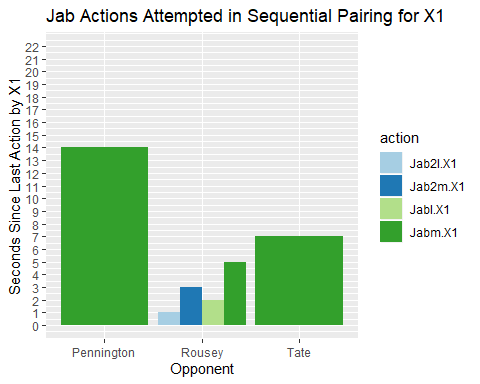 Jab Actions Attempted in Sequential Pairing for X1
Seconds Since Last Action by X1
22
21
20
19
18
17
16
15
14
13
12
11
10
9
8
7
6
5
4
3
2
1
0
Pennington Rousey Tate
Opponent
action
Jab2l.X1
Jab2m.X1
Jabl.X1
Jabm.X1